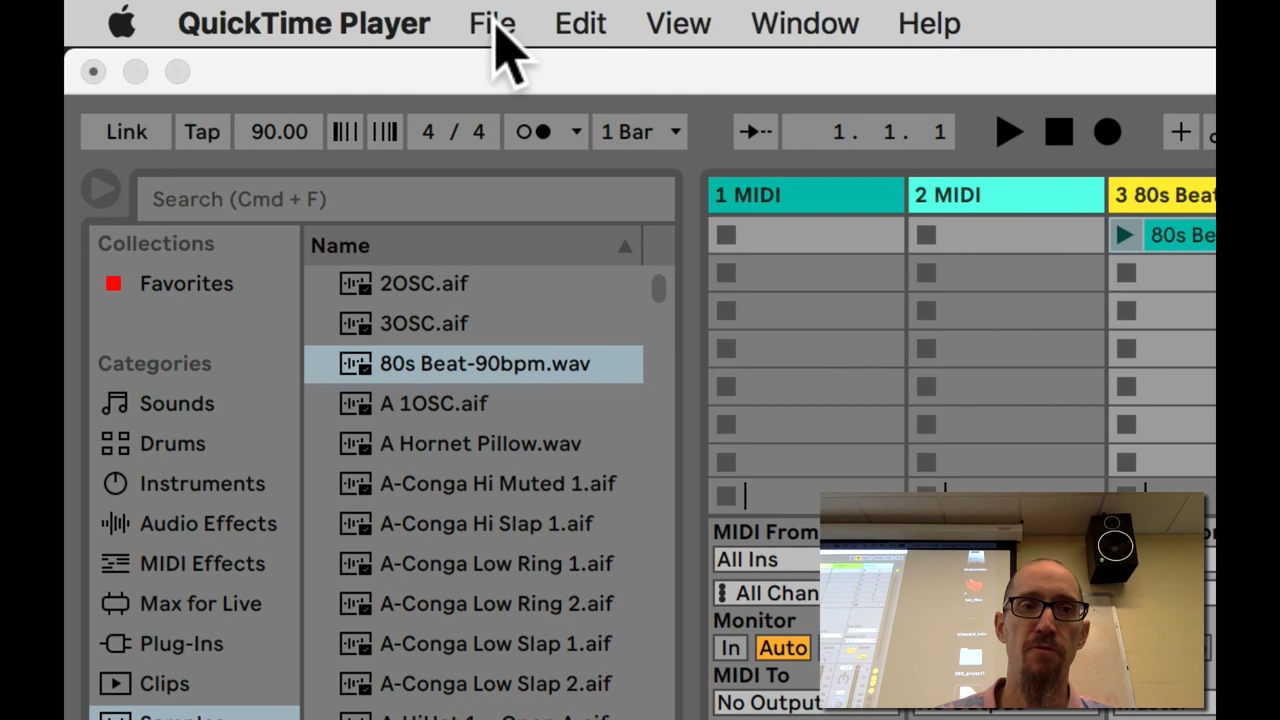 QuickTime Player File Edit View Window Help
Link Tap 90.00 4 / 4 1 Bar 1. 1. 1
Search (Cmd + F)
1 MIDI 2 MIDI 3 80s Beat
80s Be
Collections
Favorites
Categories
Sounds
Drums
Instruments
Audio Effects
MIDI Effects
Max for Live
Plug-Ins
Clips
Samples
Name
2OSC.aif
3OSC.aif
80s Beat-90bpm.wav
A 1OSC.aif
A Hornet Pillow.wav
A-Conga Hi Muted 1.aif
A-Conga Hi Slap 1.aif
A-Conga Low Ring 1.aif
A-Conga Low Ring 2.aif
A-Conga Low Slap 1.aif
A-Conga Low Slap 2.aif
MIDI From
All Ins
All Chan
Monitor
In Auto
MIDI To
No Output